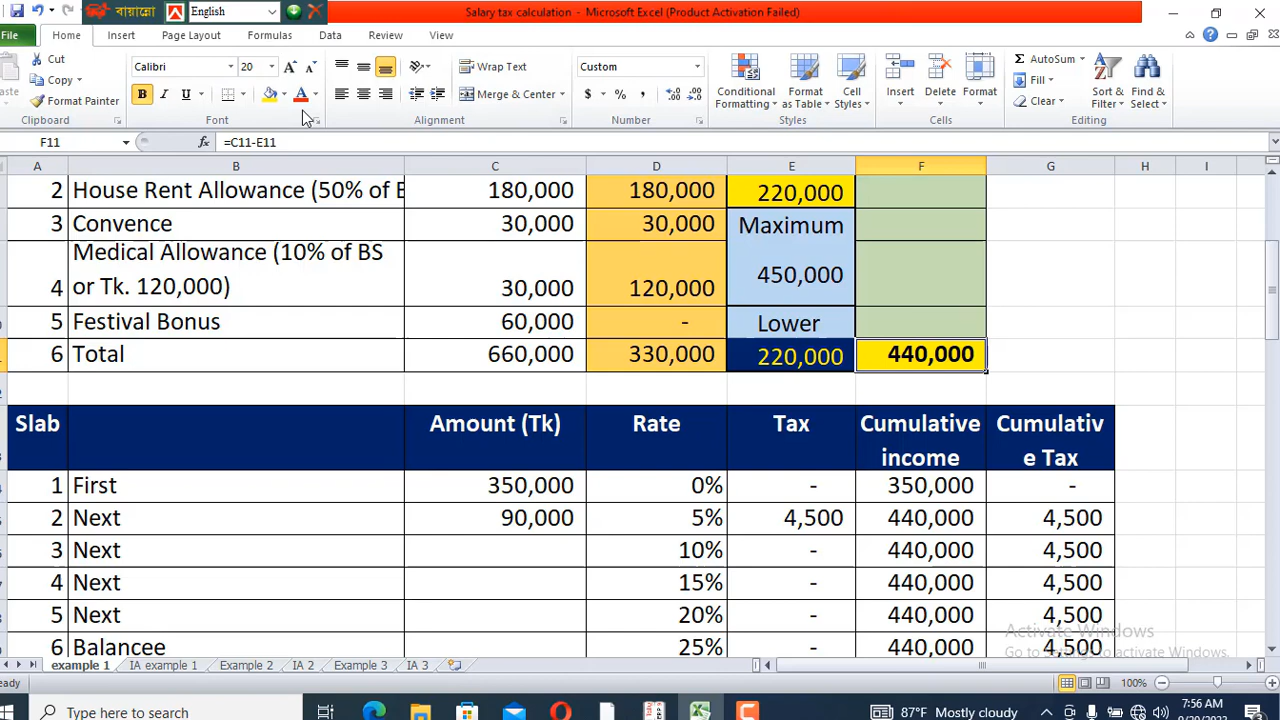 বায়ান্নো English Salary tax calculation - Microsoft Excel (Product Activation Failed)
File Home Insert Page Layout Formulas Data Review View
Cut
Copy
Format Painter
Clipboard
Calibri 20
B I U
Font
Wrap Text
Merge & Center
Alignment
Custom
$ % ,
Number
Conditional Formatting
Format as Table
Cell Styles
Styles
Insert Delete Format
Cells
AutoSum
Fill
Clear
Sort & Filter
Find & Select
Editing
F11 fx =C11-E11
A B C D E F G H I
2 House Rent Allowance (50% of B 180,000 180,000 220,000
3 Convence 30,000 30,000 Maximum
Medical Allowance (10% of BS
4 or Tk. 120,000) 30,000 120,000 450,000
5 Festival Bonus 60,000 - Lower
6 Total 660,000 330,000 220,000 440,000
Slab Amount (Tk) Rate Tax Cumulative Cumulativ
income e Tax
1 First 350,000 0% - 350,000 -
2 Next 90,000 5% 4,500 440,000 4,500
3 Next 10% - 440,000 4,500
4 Next 15% - 440,000 4,500
5 Next 20% - 440,000 4,500
6 Balancee 25% - 440,000 4,500
Activate Windows
Go to Settings to activate Windows.
example 1 IA example 1 Example 2 IA 2 Example 3 IA 3
eady 100%
Type here to search 87°F Mostly cloudy 7:56 AM